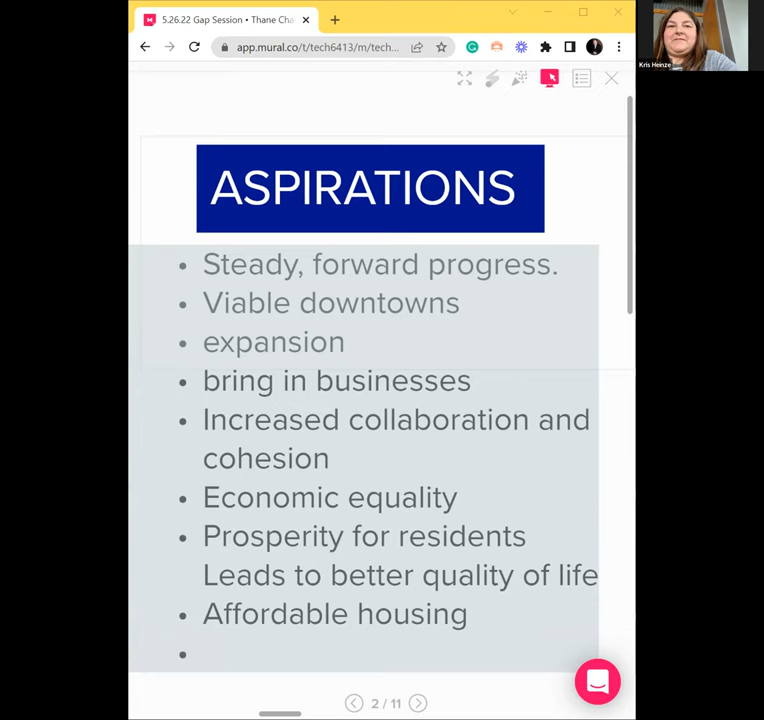 5.26.22 Gap Session • Thane Cha
app.mural.co/t/tech6413/m/tech...
Kris Heinze
ASPIRATIONS
• Steady, forward progress.
• Viable downtowns
• expansion
• bring in businesses
• Increased collaboration and
cohesion
• Economic equality
• Prosperity for residents
Leads to better quality of life
• Affordable housing
•
2 / 11